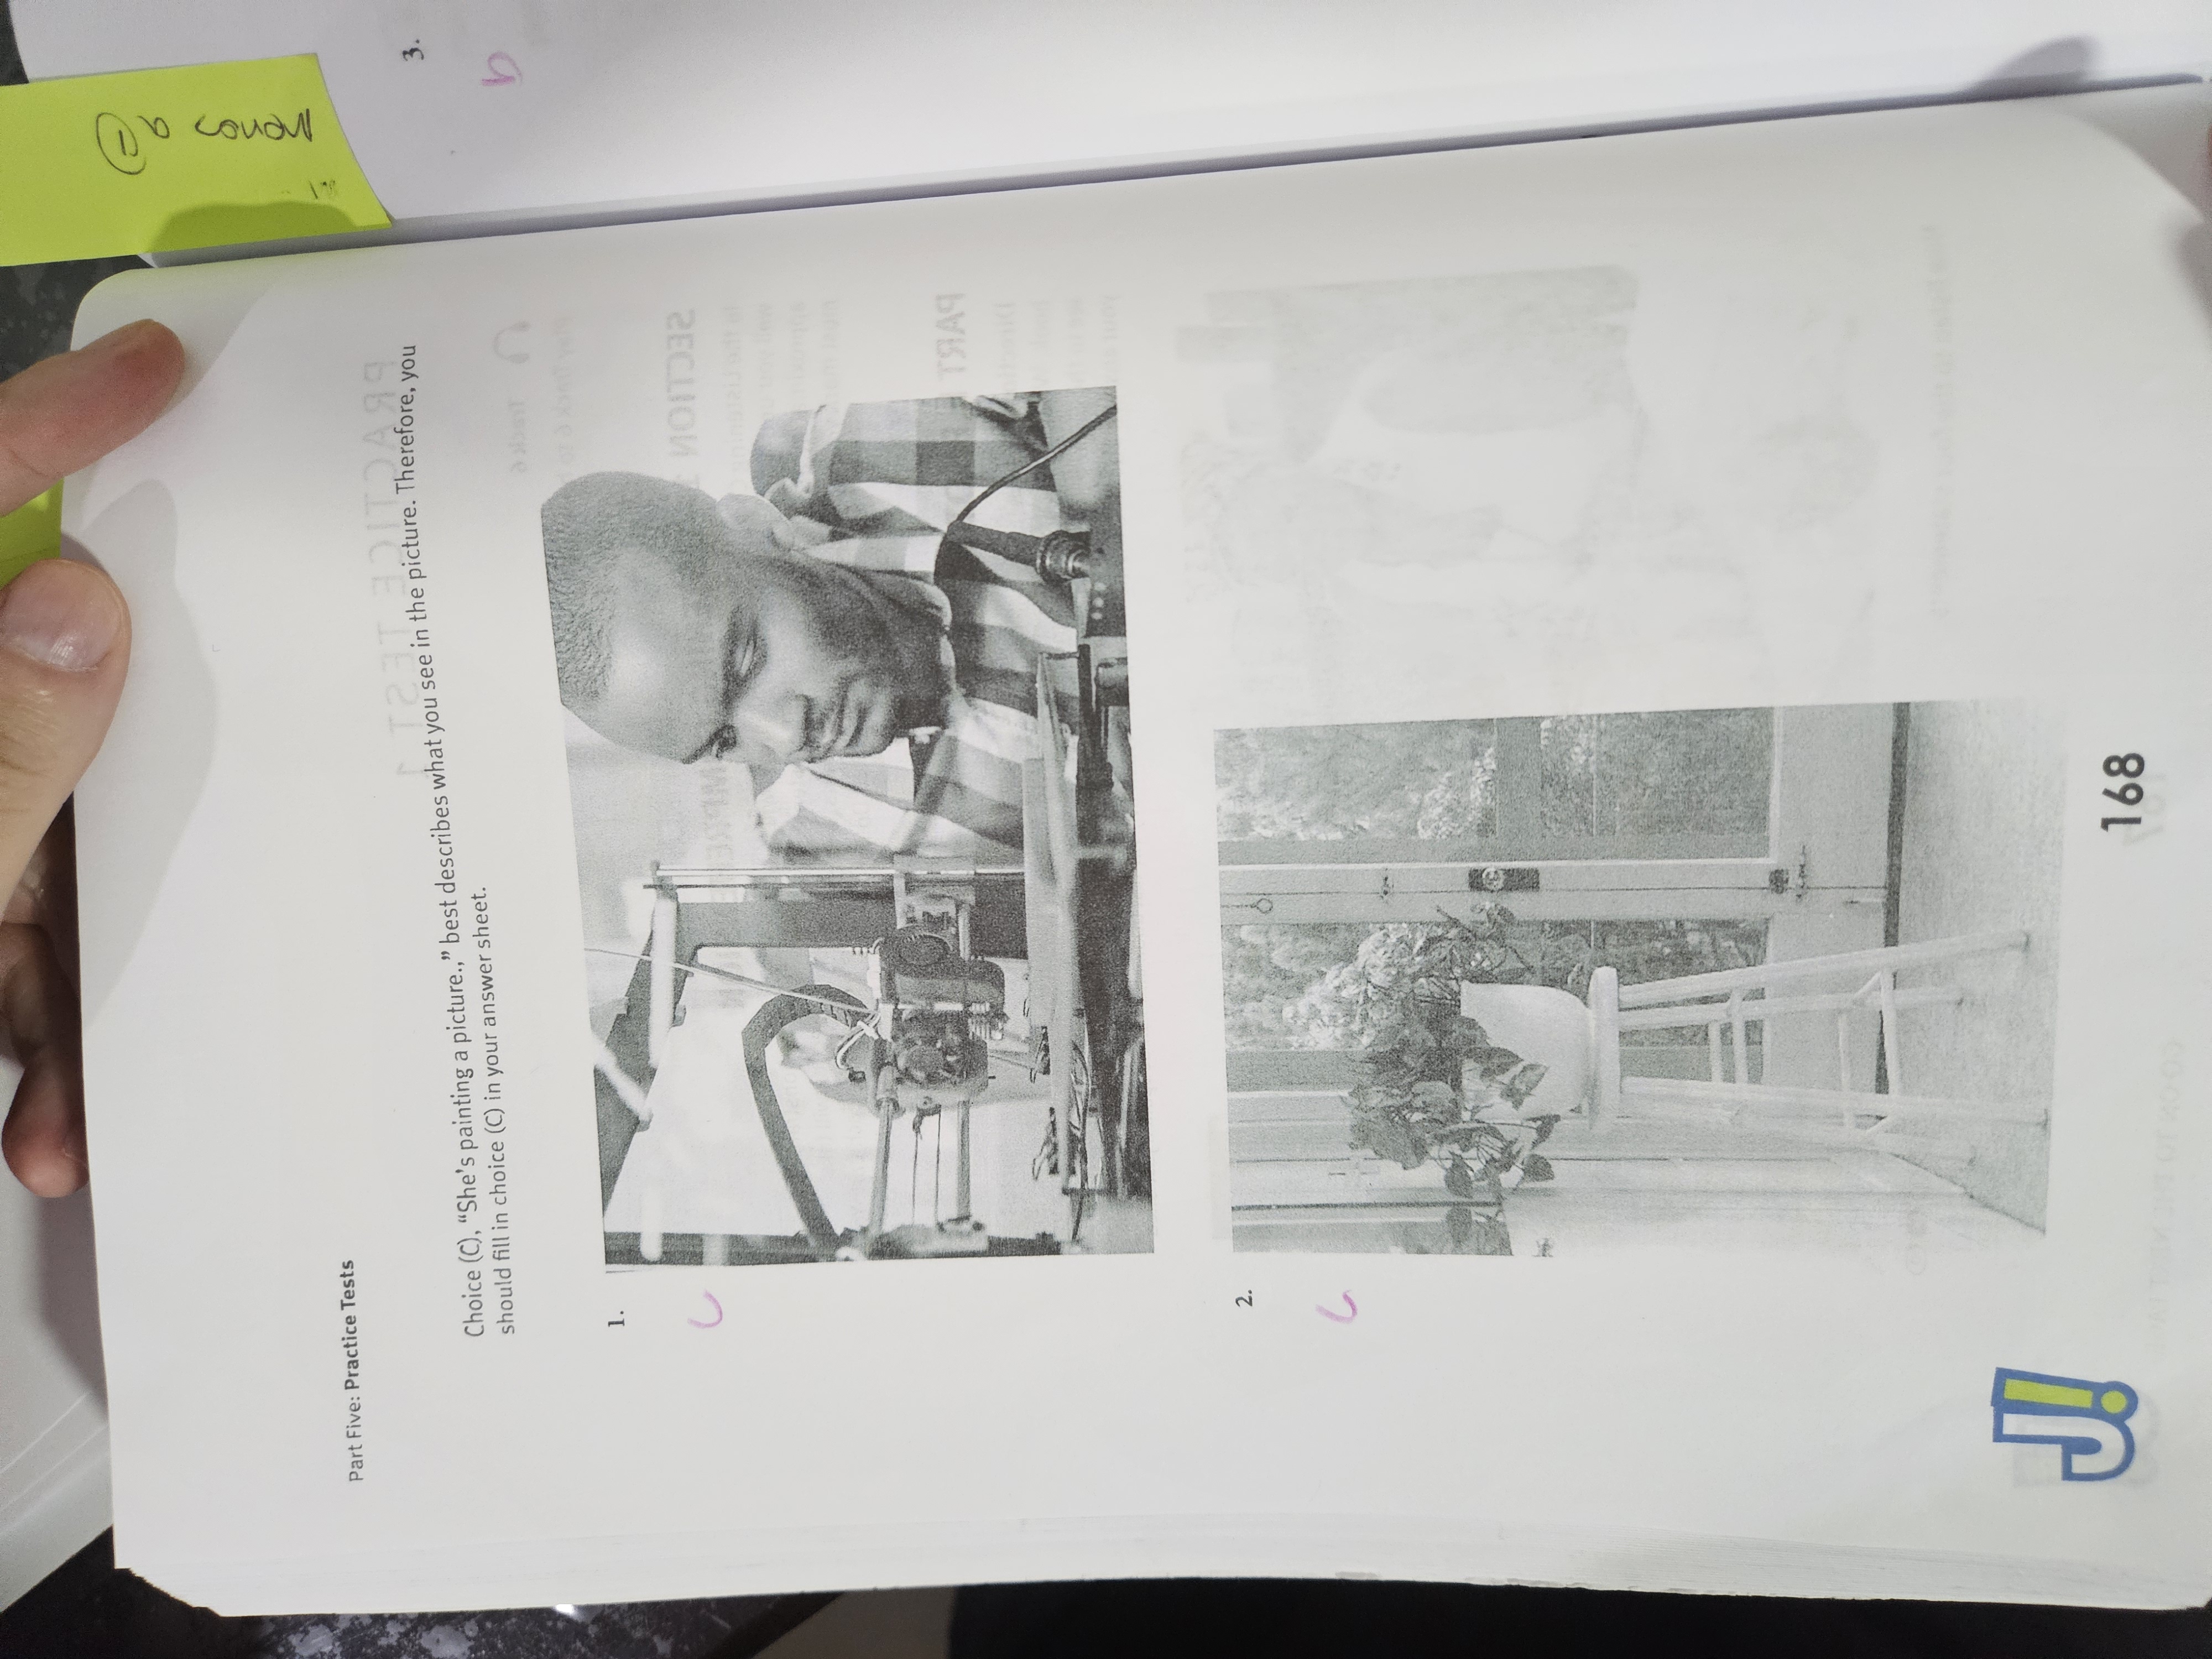 Part Five: Practice Tests
Choice (C), “She's painting a picture.,” best describes what you see in the picture. Therefore, you
should fill in choice (C) in your answer sheet.
1.
C
2.
C
J!
168
3.
b
①